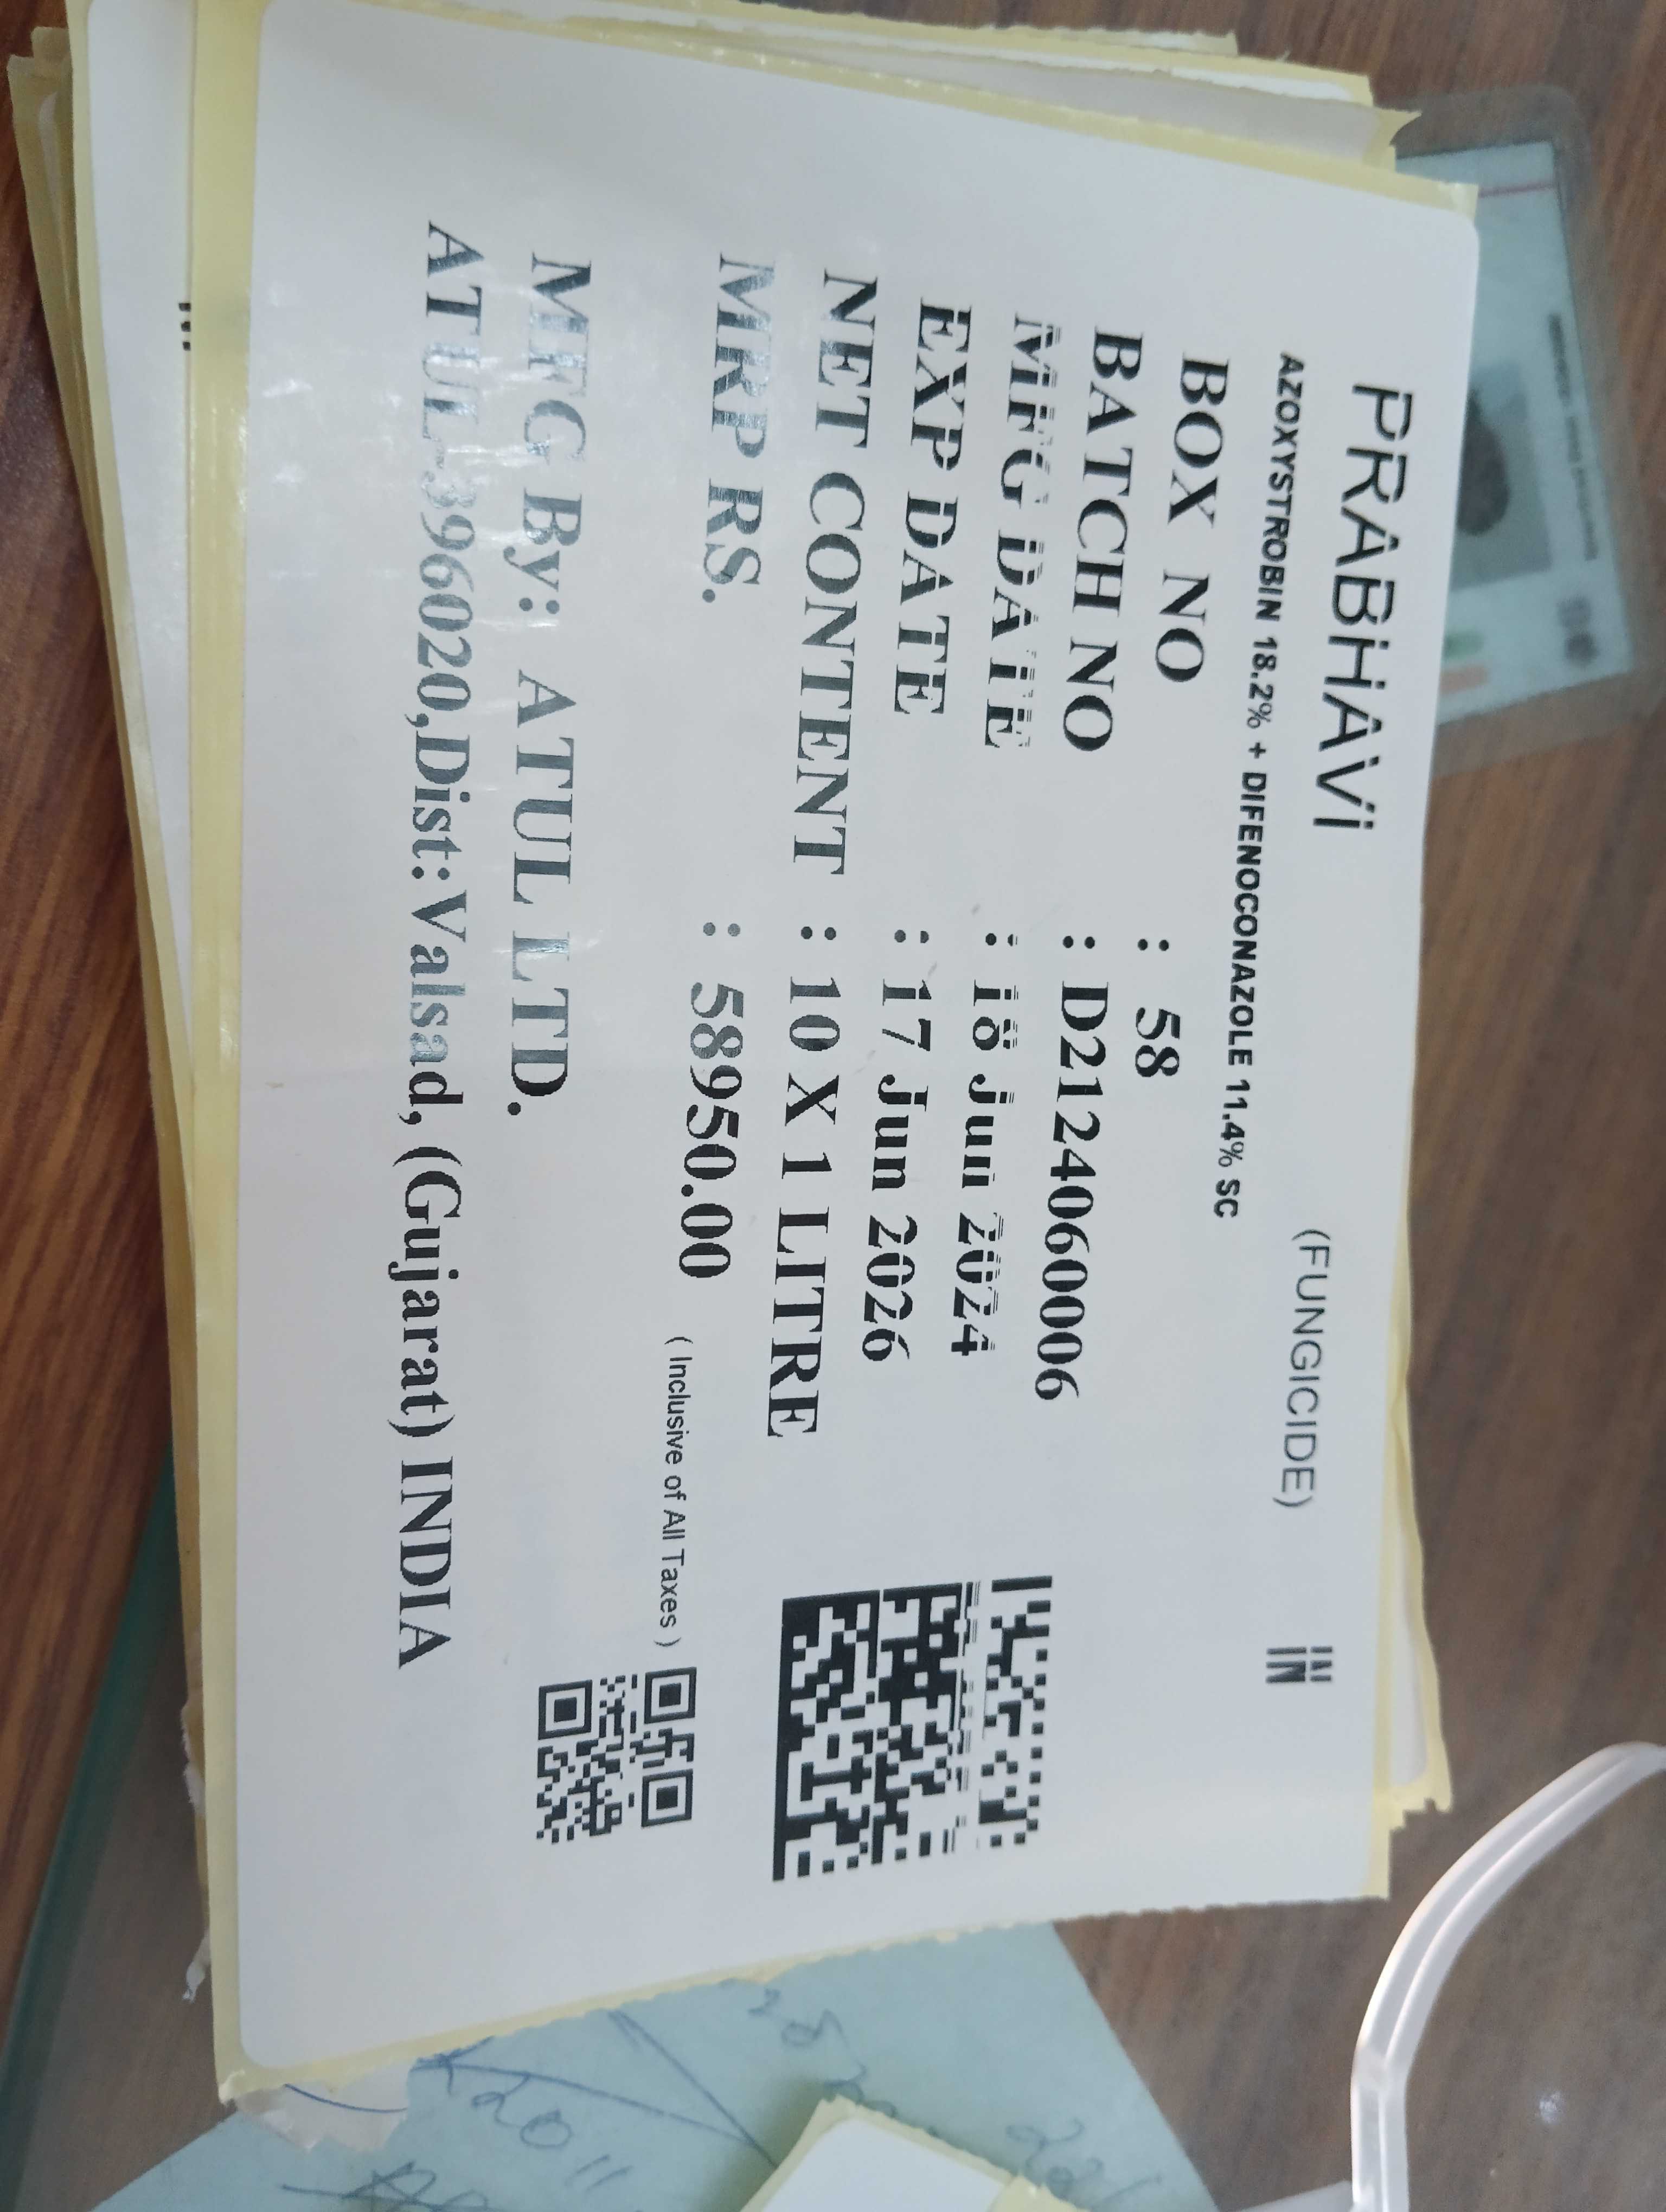 PRABHAVI (FUNGICIDE) IN
AZOXYSTROBIN 18.2% + DIFENOCONAZOLE 11.4% SC
BOX NO : 58
BATCH NO : D2124060006
MFG DATE : 18 Jun 2024
EXP DATE : 17 Jun 2026
NET CONTENT : 10 X 1 LITRE
MRP RS. : 58950.00 ( Inclusive of All Taxes )
MFG By: ATUL LTD.
ATUL-396020,Dist:Valsad, (Gujarat) INDIA